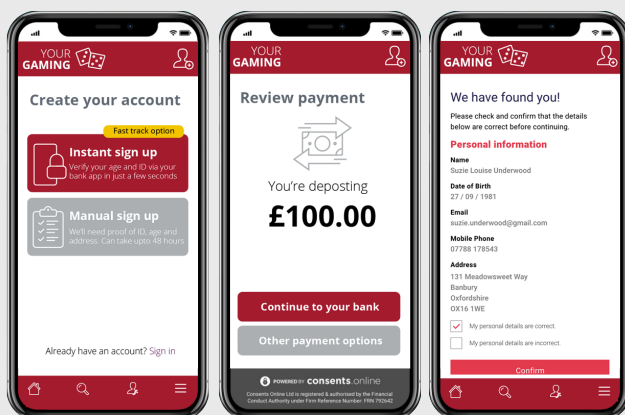 YOUR
GAMING
Create your account
Fast track option
Instant sign up
Verify your age and ID via your
bank app in just a few seconds
Manual sign up
We'll need proof of ID, age and
address. Can take upto 48 hours
Already have an account? Sign in
YOUR
GAMING
Review payment
You're deposting
£100.00
Continue to your bank
Other payment options
POWERED BY consents.online
Consents Online Ltd is registered & authorised by the Financial
Conduct Authority under Firm Reference Number: FRN 792642
YOUR
GAMING
We have found you!
Please check and confirm that the details
below are correct before continuing.
Personal information
Name
Suzie Louise Underwood
Date of Birth
27 / 09 / 1981
Email
suzie.underwood@gmail.com
Mobile Phone
07788 178543
Address
131 Meadowsweet Way
Banbury
Oxfordshire
OX16 1WE
My personal details are correct.
My personal details are incorrect.
Confirm